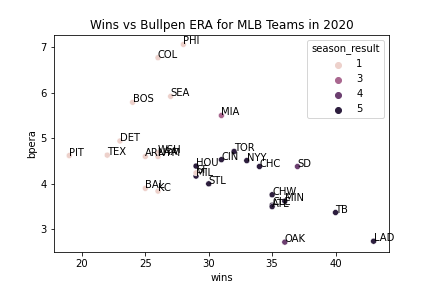 Wins vs Bullpen ERA for MLB Teams in 2020
PHI
COL
SEA
BOS
MIA
DET
TEX
PIT
TOR
CIN
NYY
HOU
MIL
CHC
SD
STL
KC
CHW
MIN
TB
OAK
LAD
season_result
1
3
4
5
7
6
5
4
3
bpera
20
25
30
35
40
wins